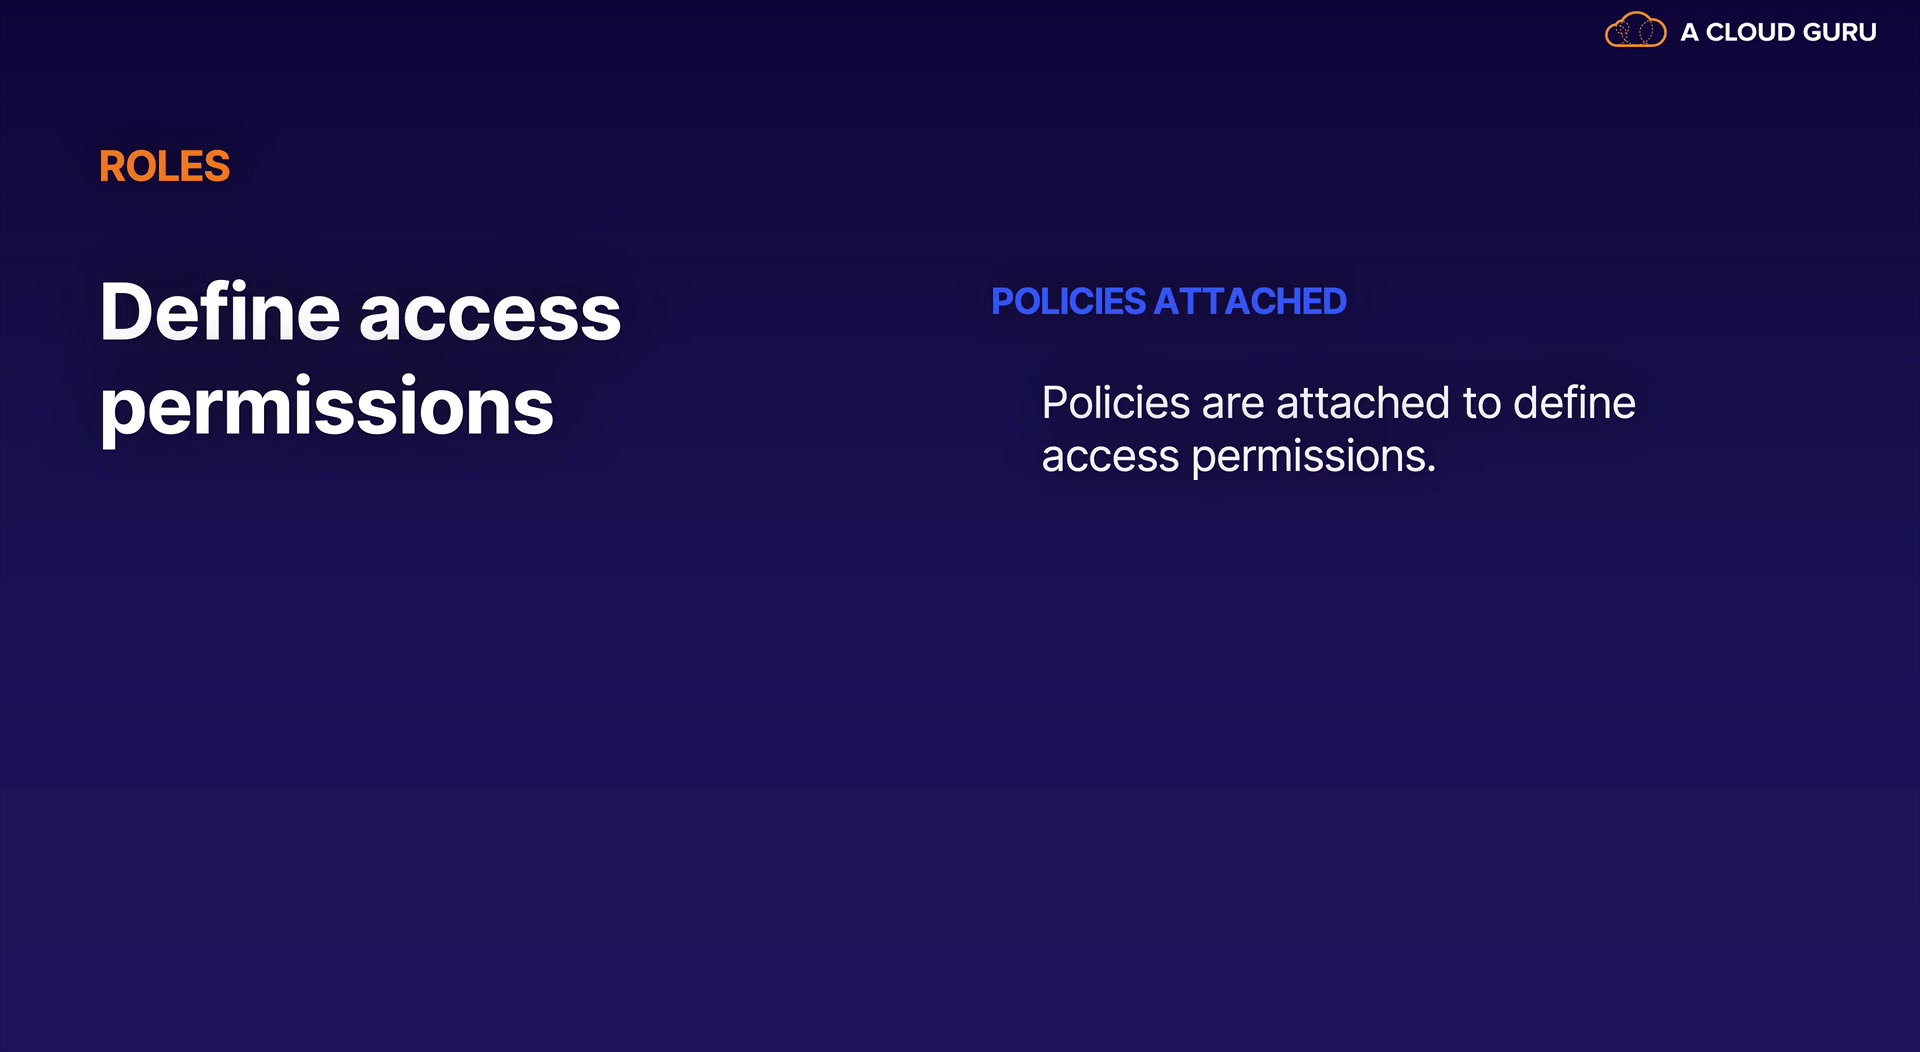 A CLOUD GURU
ROLES
Define access
permissions
POLICIES ATTACHED
Policies are attached to define
access permissions.